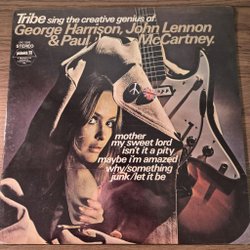 Tribe sing the creative genius of
George Harrison, John Lennon
& Paul McCartney.
STEREO
mother
my sweet lord
isn't it a pity
maybe i'm amazed
why/something
junk/let it be